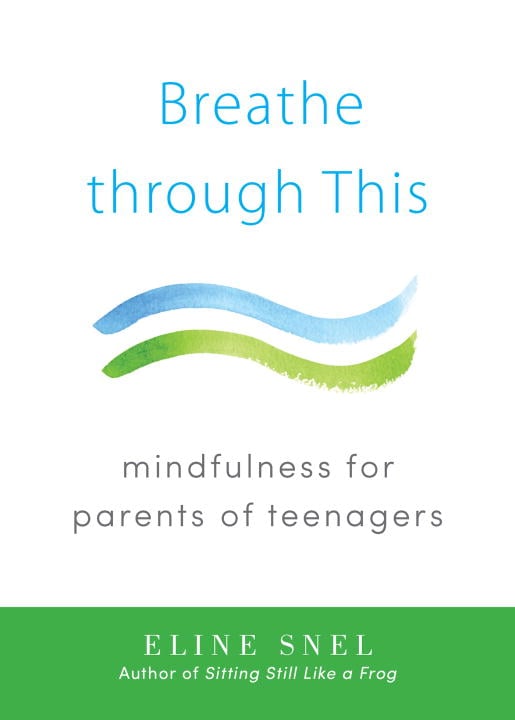 Breathe
through This
mindfulness for
parents of teenagers
ELINE SNEL
Author of Sitting Still Like a Frog